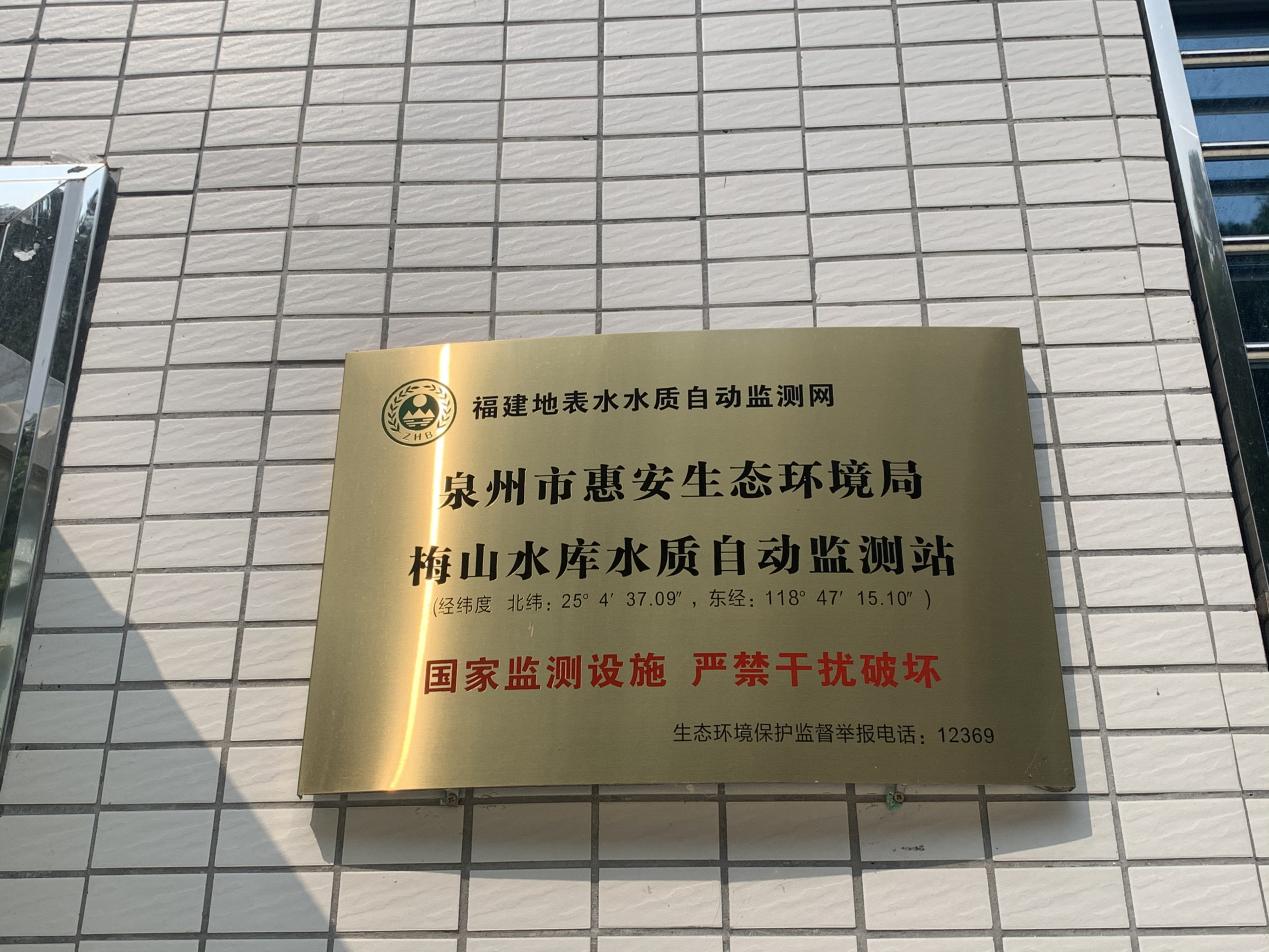 福建地表水水质自动监测网
ZHB
泉州市惠安生态环境局
梅山水库水质自动监测站
(经纬度 北纬：25° 4′ 37.09″ ，东经：118° 47′ 15.10″ )
国家监测设施 严禁干扰破坏
生态环境保护监督举报电话：12369